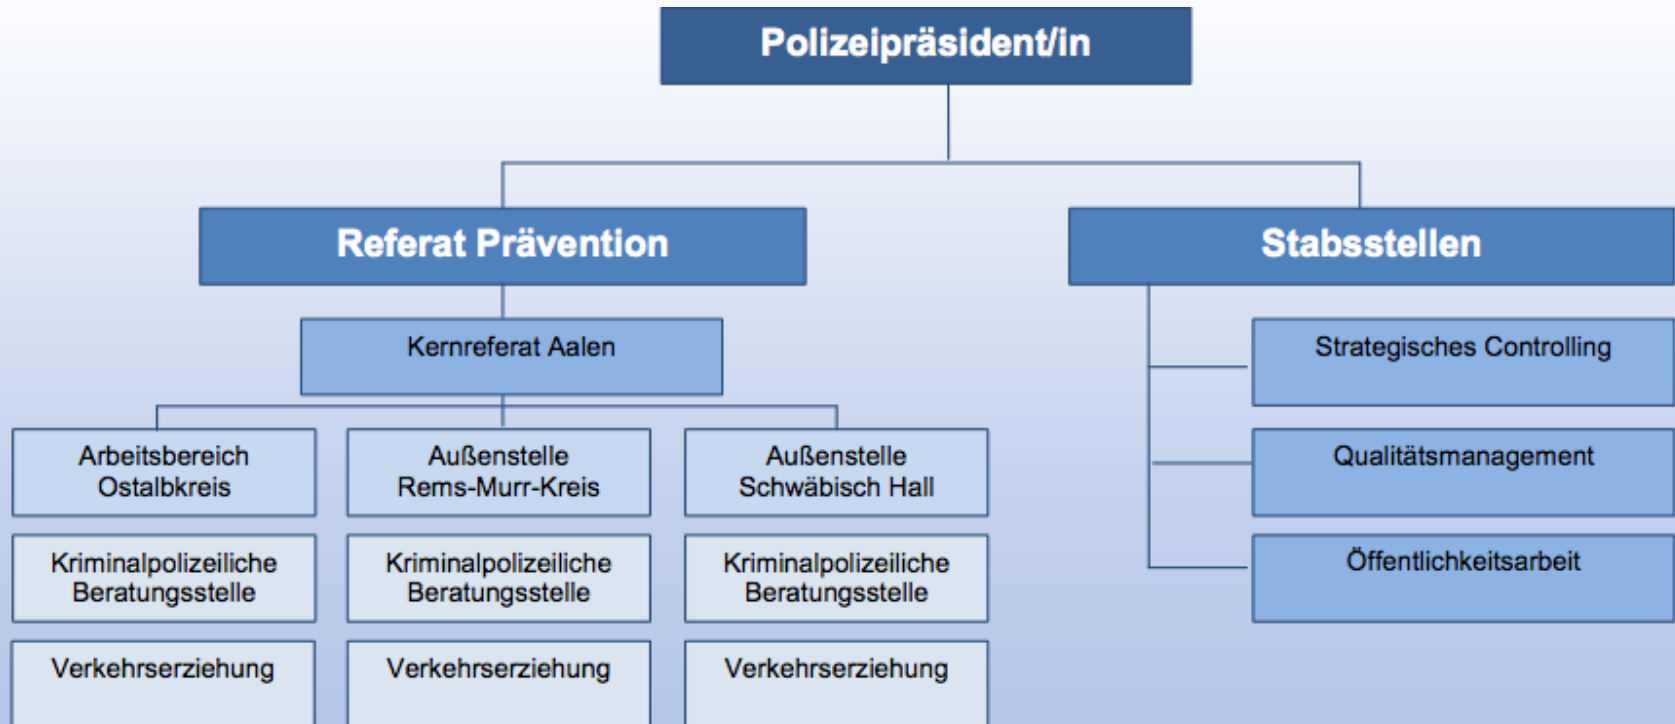 Polizeipräsident/in
Referat Prävention
Stabsstellen
Kernreferat Aalen
Arbeitsbereich
Ostalbkreis
Außenstelle
Rems-Murr-Kreis
Außenstelle
Schwäbisch Hall
Kriminalpolizeiliche
Beratungsstelle
Kriminalpolizeiliche
Beratungsstelle
Kriminalpolizeiliche
Beratungsstelle
Verkehrserziehung
Verkehrserziehung
Verkehrserziehung
Strategisches Controlling
Qualitätsmanagement
Öffentlichkeitsarbeit